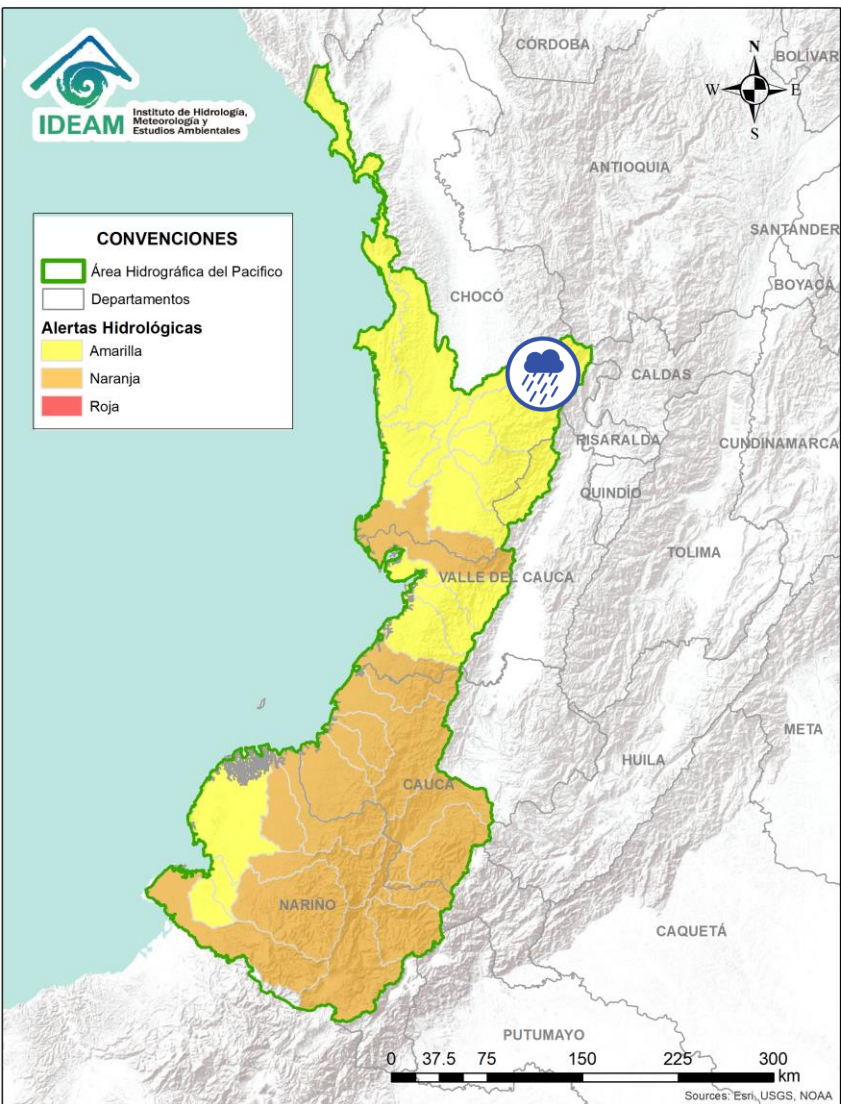 IDEAM
Instituto de Hidrología,
Meteorología y
Estudios Ambientales
CÓRDOBA
BOLÍVAR
N
W
E
S
ANTIOQUIA
SANTANDER
BOYACÁ
CONVENCIONES
Área Hidrográfica del Pacifico
Departamentos
Alertas Hidrológicas
Amarilla
Naranja
Roja
CHOCÓ
CALDAS
RISARALDA
CUNDINAMARCA
QUINDÍO
TOLIMA
VALLE DEL CAUCA
META
HUILA
CAUCA
NARIÑO
CAQUETÁ
PUTUMAYO
0 37.5 75 150 225 300
km
Sources: Esri, USGS, NOAA